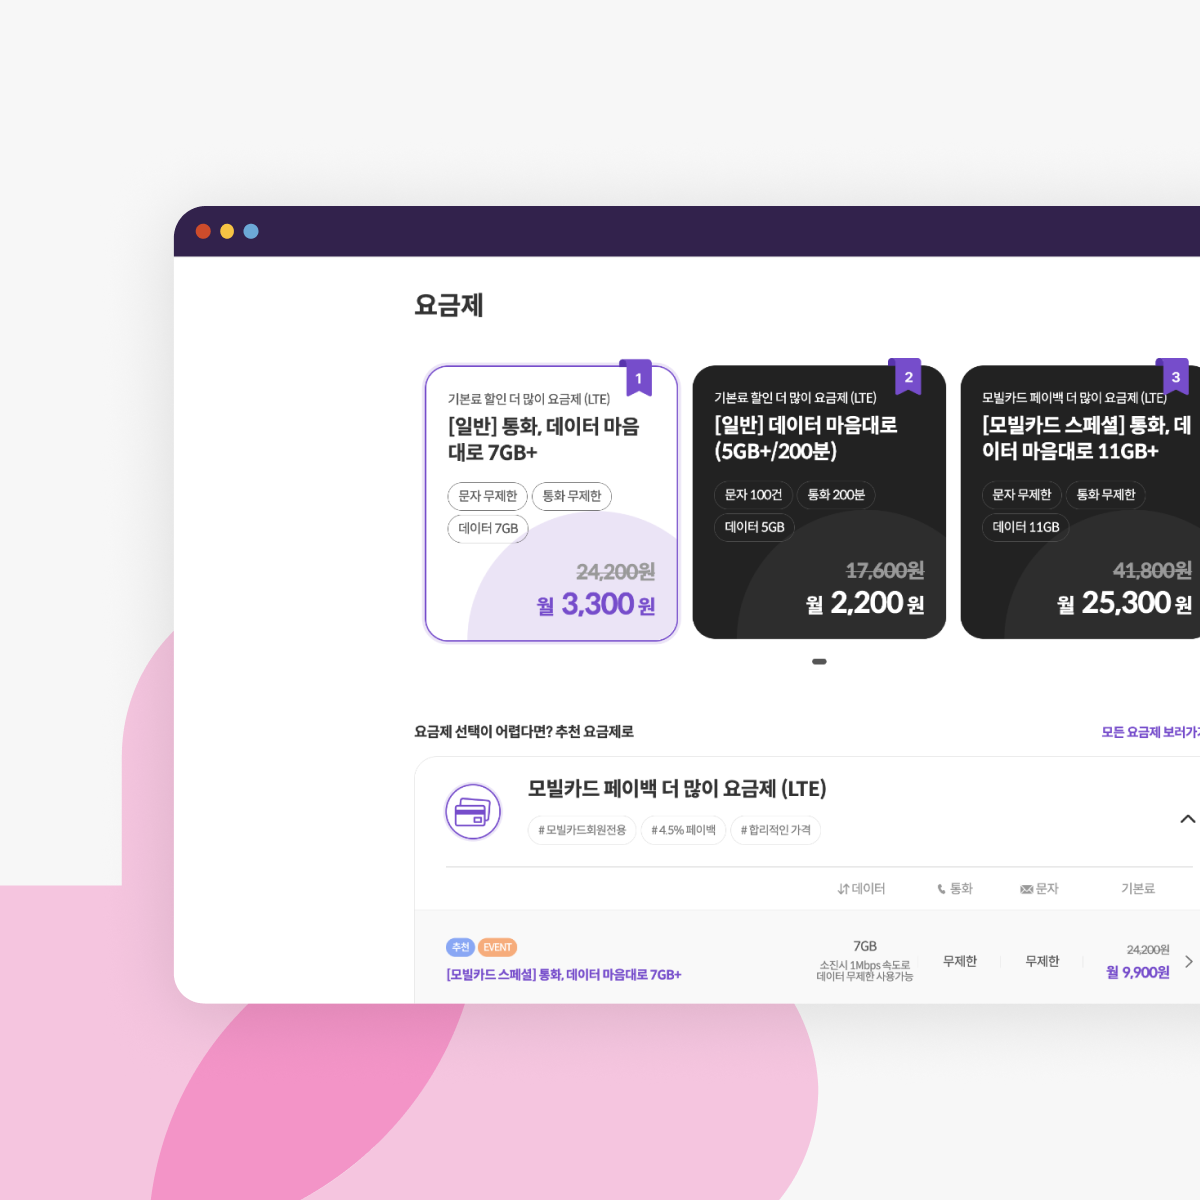 요금제
1
기본료 할인 더 많이 요금제 (LTE)
[일반] 통화, 데이터 마음
대로 7GB+
문자 무제한
통화 무제한
데이터 7GB
24,200원
월 3,300 원
2
기본료 할인 더 많이 요금제 (LTE)
[일반] 데이터 마음대로
(5GB+/200분)
문자 100건
통화 200분
데이터 5GB
17,600원
월 2,200 원
3
모빌카드 페이백 더 많이 요금제 (LTE)
[모빌카드 스페셜] 통화, 데
이터 마음대로 11GB+
문자 무제한
통화 무제한
데이터 11GB
41,800원
월 25,300 원
요금제 선택이 어렵다면? 추천 요금제로
모든 요금제 보러가기
모빌카드 페이백 더 많이 요금제 (LTE)
# 모빌카드회원전용
# 4.5% 페이백
# 합리적인 가격
데이터
통화
문자
기본료
추천
EVENT
[모빌카드 스페셜] 통화, 데이터 마음대로 7GB+
7GB
소진시 1Mbps 속도로
데이터 무제한 사용가능
무제한
무제한
24,200원
월 9,900원